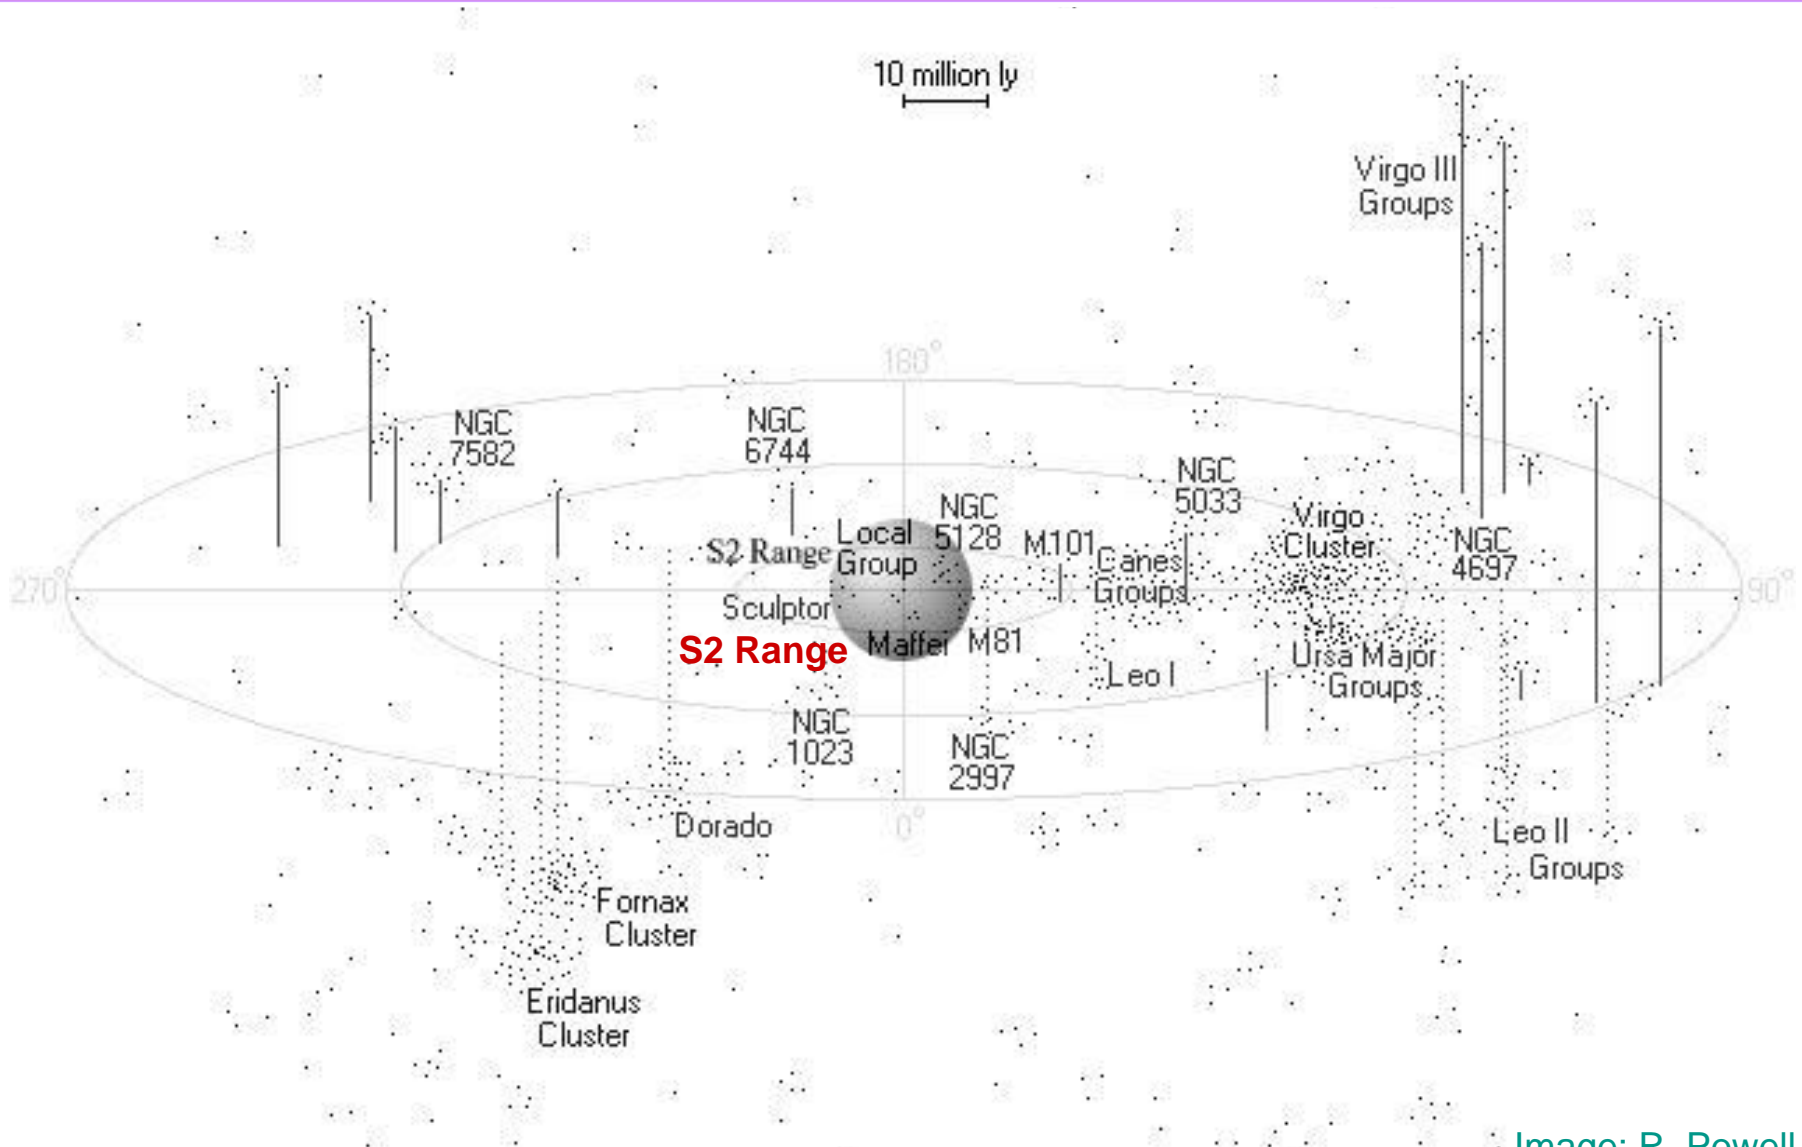 10 million ly
Virgo III
Groups
180°
NGC
7582
NGC
6744
NGC
5033
NGC
5128
Virgo
Cluster
Local
Group
S2 Range
M101
Canes
Groups
NGC
4697
270°
90°
Sculptor
S2 Range
Maffei
M81
Leo I
Ursa Major
Groups
NGC
1023
NGC
2997
Dorado
0°
Leo II
Groups
Fornax
Cluster
Eridanus
Cluster
Image: R. Powell